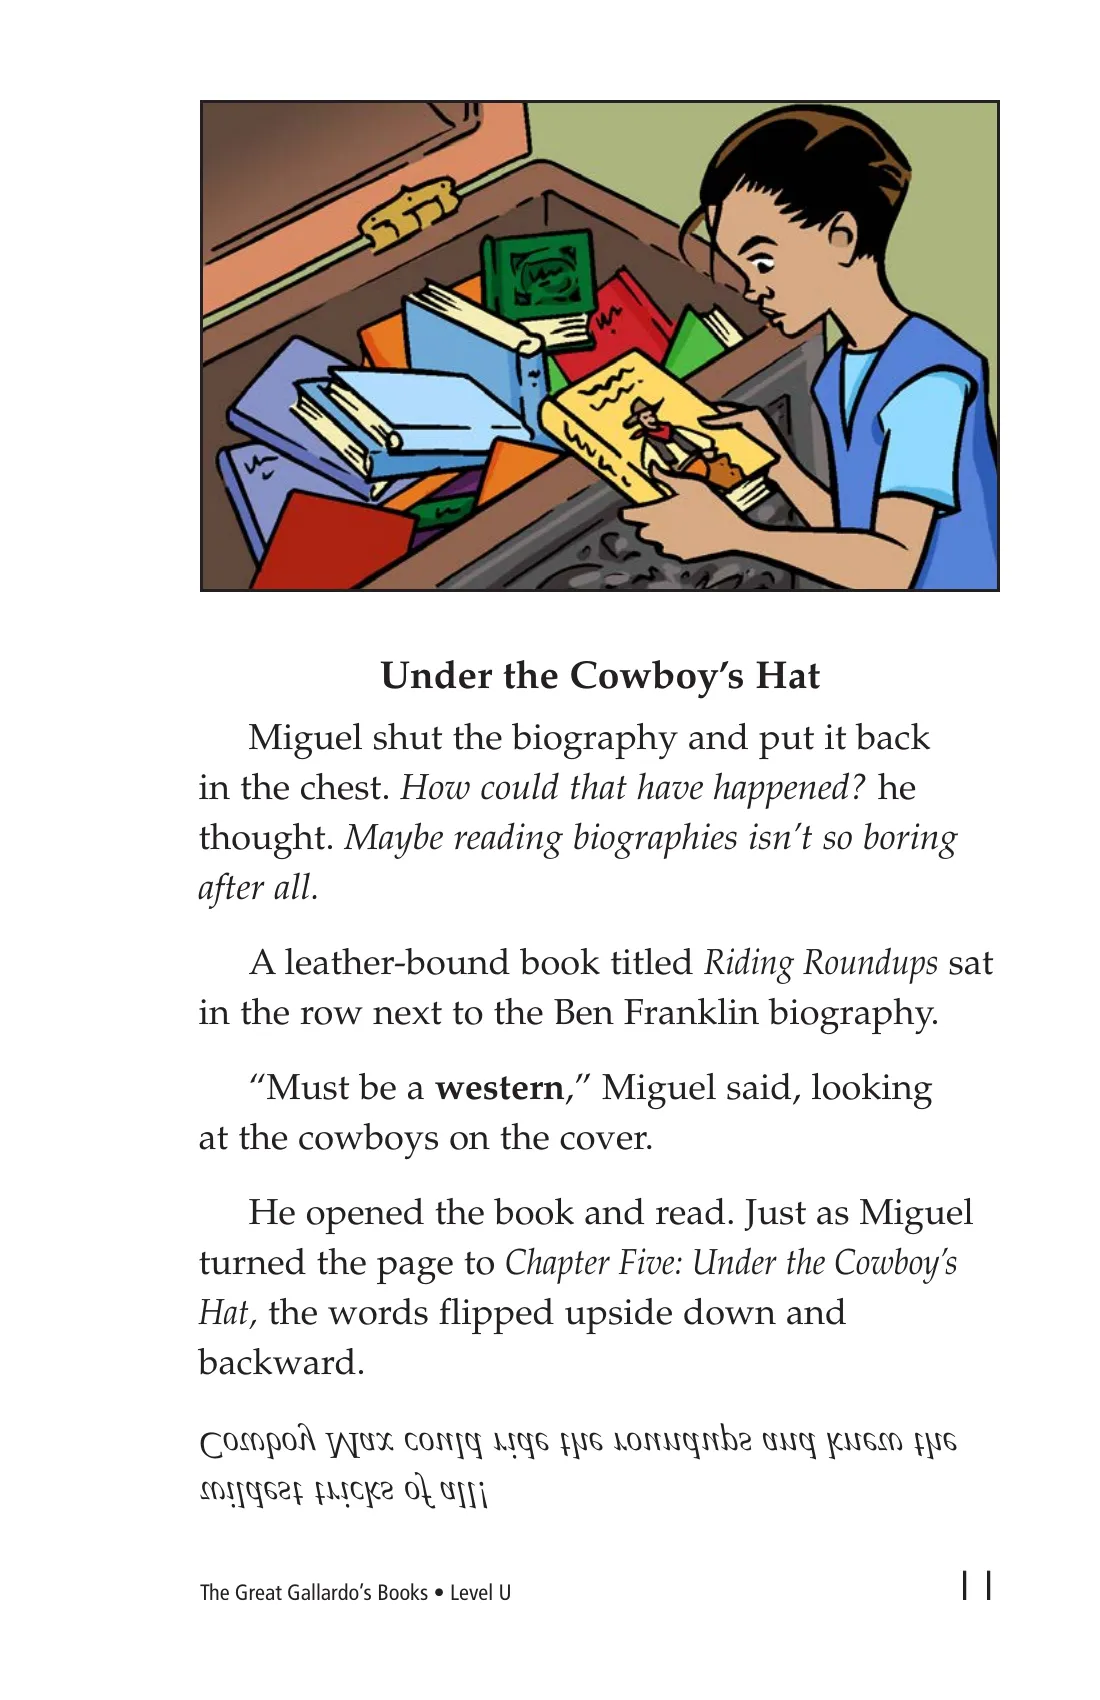 Under the Cowboy’s Hat
Miguel shut the biography and put it back
in the chest. How could that have happened? he
thought. Maybe reading biographies isn’t so boring
after all.
A leather-bound book titled Riding Roundups sat
in the row next to the Ben Franklin biography.
“Must be a western,” Miguel said, looking
at the cowboys on the cover.
He opened the book and read. Just as Miguel
turned the page to Chapter Five: Under the Cowboy’s
Hat, the words flipped upside down and
backward.
Cowboy Max could ride the roundups and knew the
wildest tricks of all!
The Great Gallardo’s Books • Level U 11